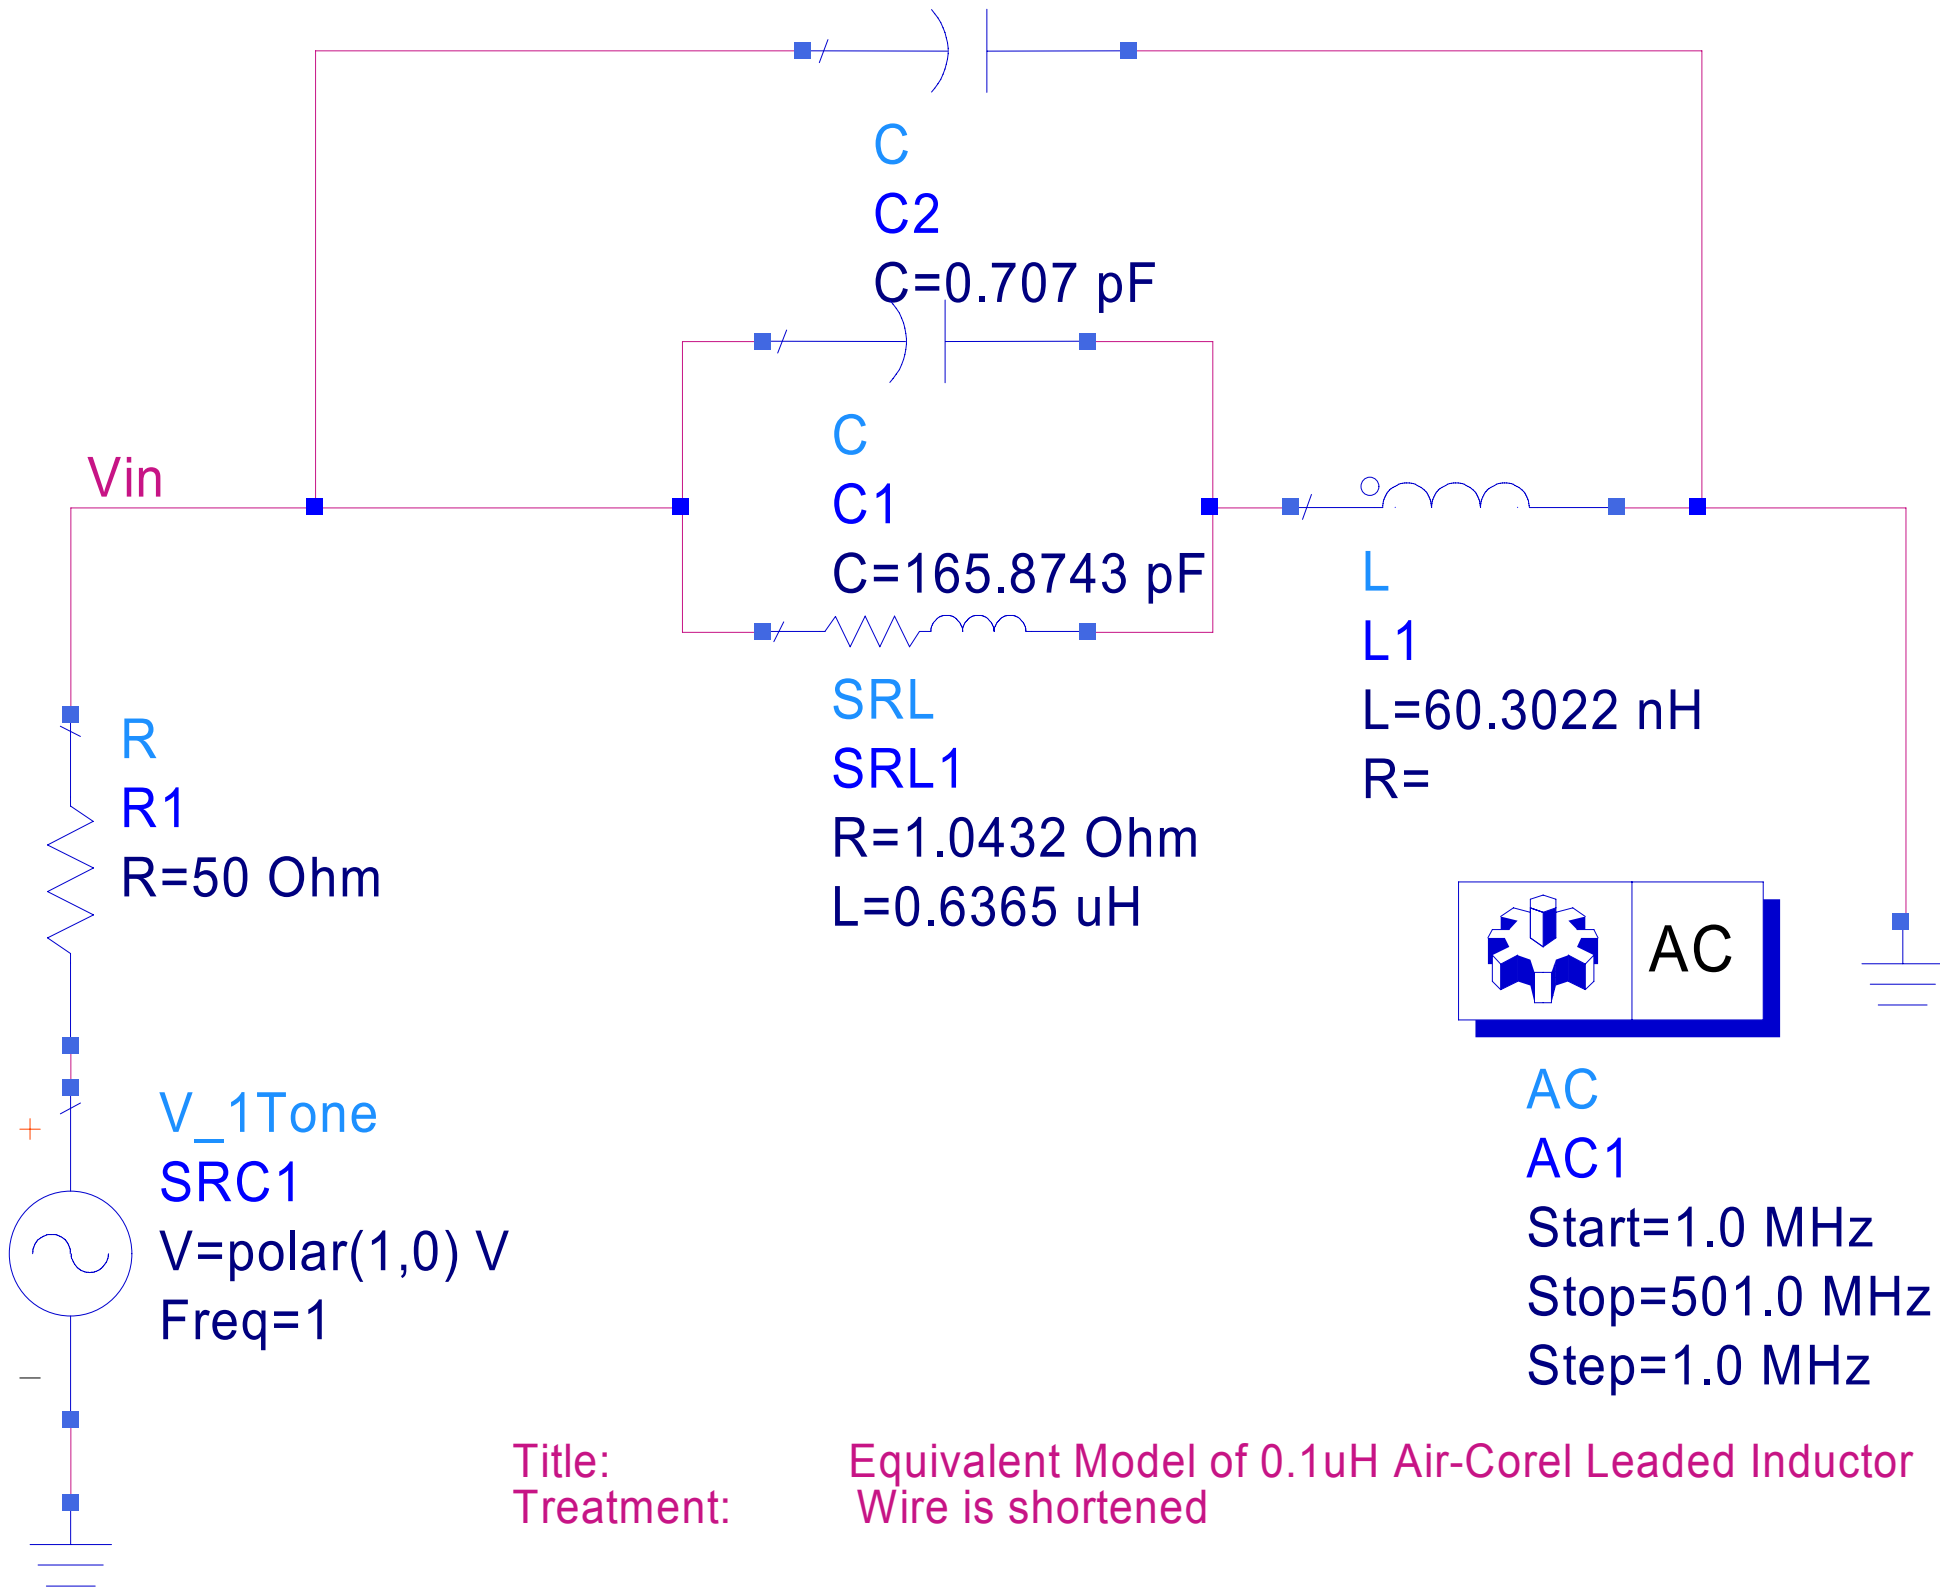 C
C2
C=0.707 pF
Vin
C
C1
C=165.8743 pF
L
L1
L=60.3022 nH
R=
SRL
SRL1
R=1.0432 Ohm
L=0.6365 uH
R
R1
R=50 Ohm
AC
+
V_1Tone
SRC1
V=polar(1,0) V
Freq=1
−
AC
AC1
Start=1.0 MHz
Stop=501.0 MHz
Step=1.0 MHz
Title: Equivalent Model of 0.1uH Air-Corel Leaded Inductor
Treatment: Wire is shortened